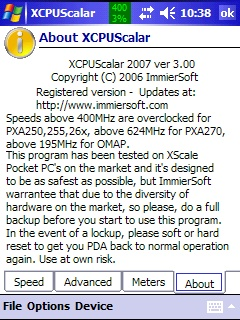 XCPUScalar
400
3%
10:38
ok
About XCPUScalar
XCPUScalar 2007 ver 3.00
Copyright (C) 2006 ImmierSoft
Registered version - Updates at:
http://www.immiersoft.com
Speeds above 400MHz are overclocked for
PXA250,255,26x, above 624MHz for PXA270,
above 195MHz for OMAP.
This program has been tested on XScale
Pocket PC's on the market and it's designed
to be as safest as possible, but ImmierSoft
warrantee that due to the diversity of
hardware on the market, so please, do a full
backup before you start to use this program.
In the event of a lockup, please soft or hard
reset to get you PDA back to normal operation
again. Use at own risk.
Speed Advanced Meters About
File Options Device